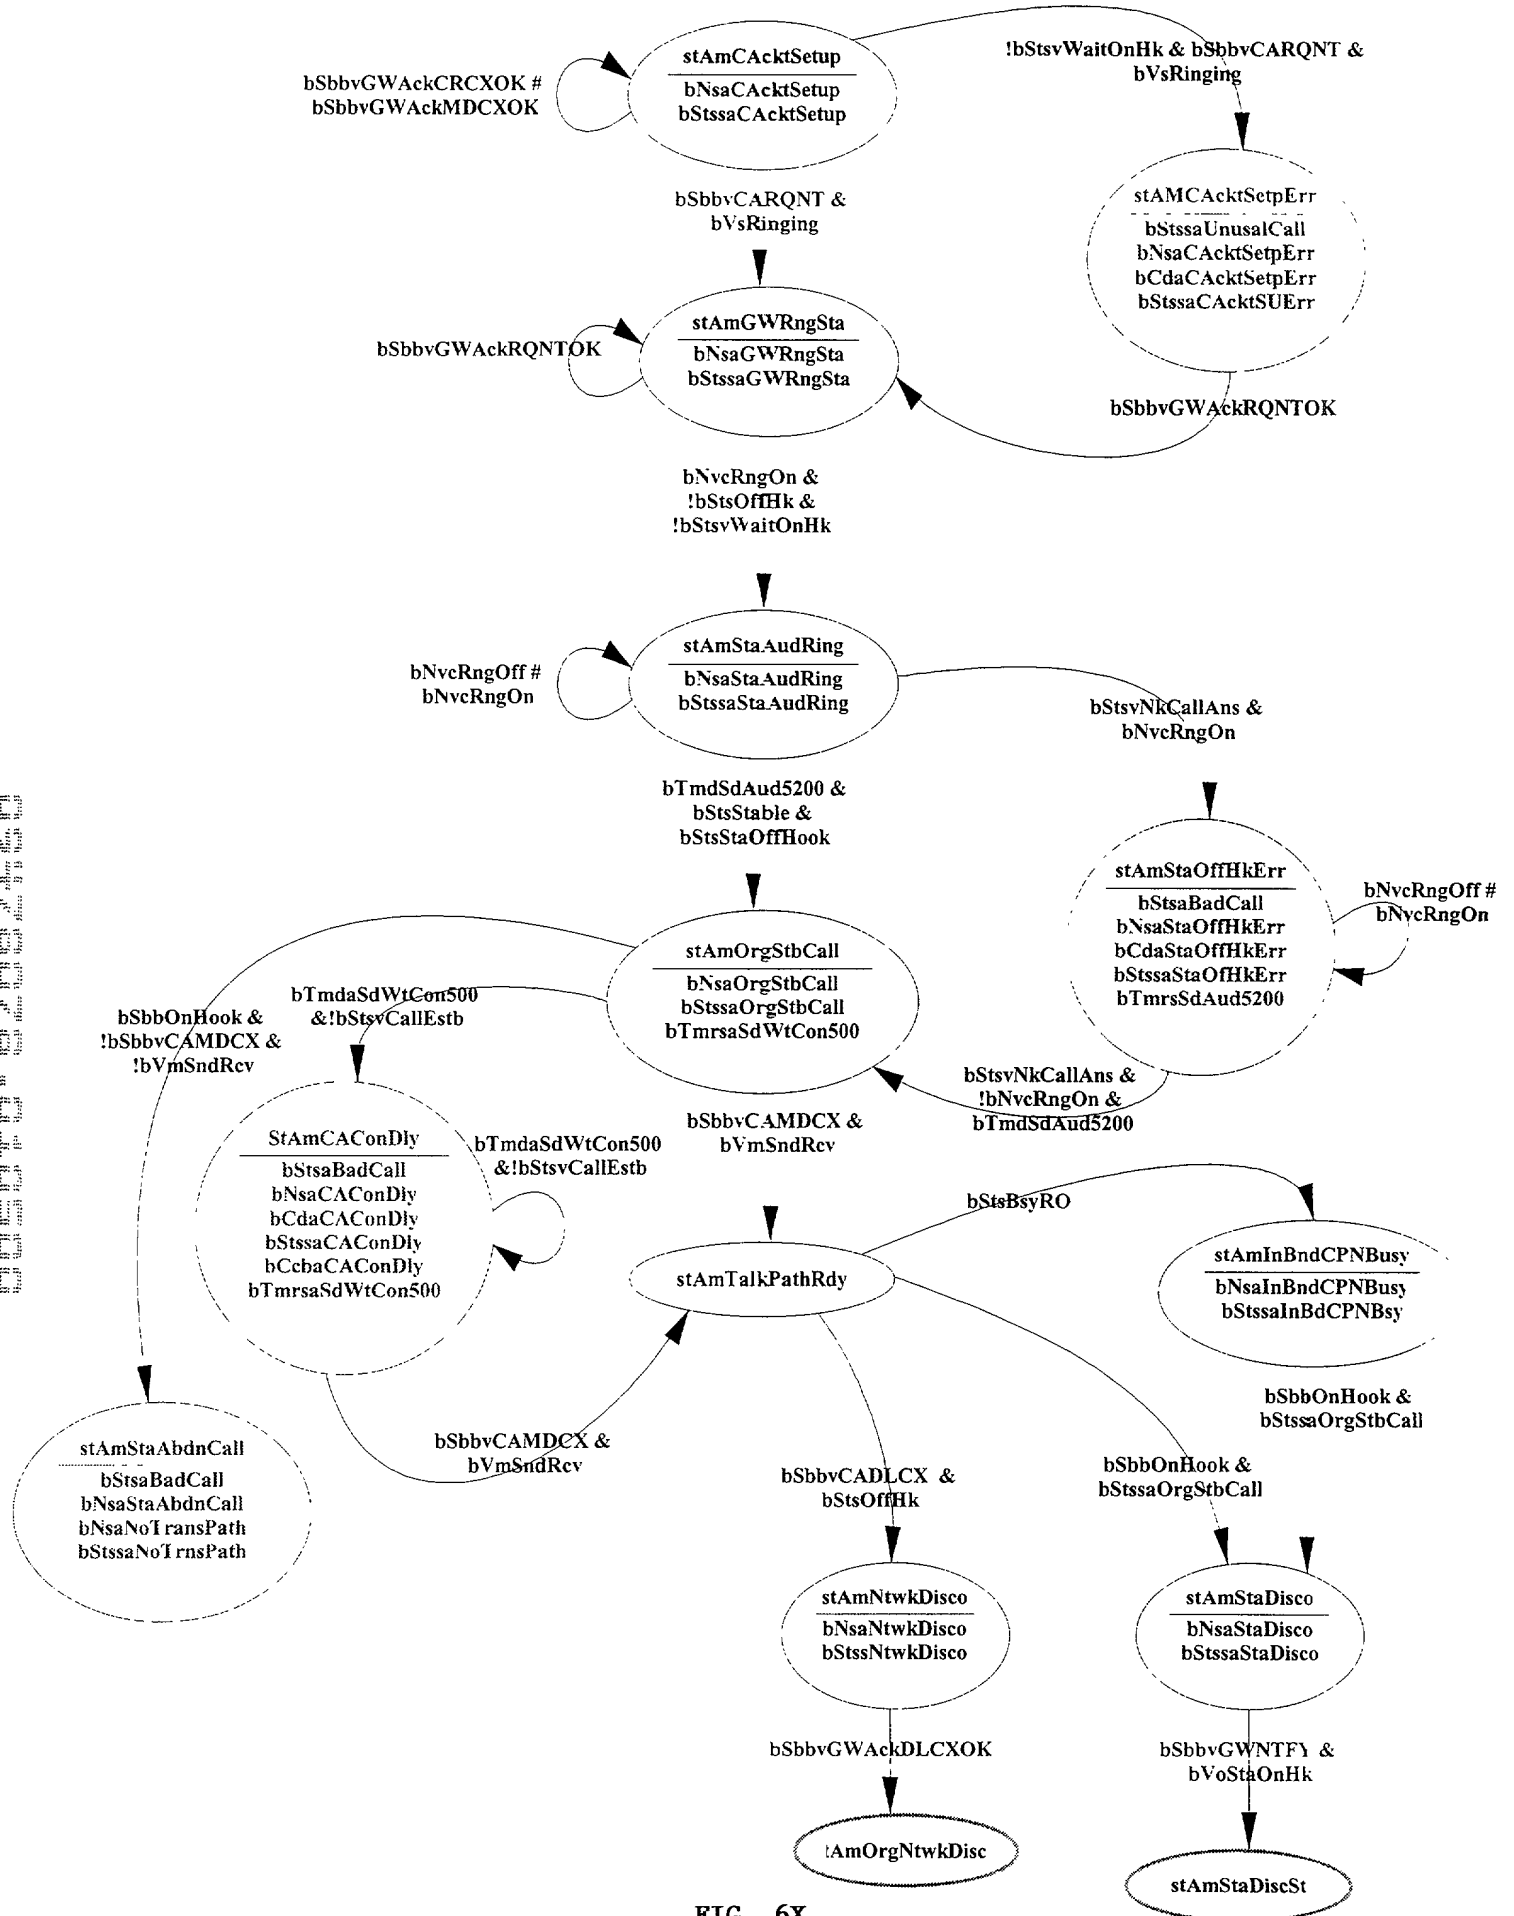 stAmCAcktSetup
bNsaCAcktSetup
bStssaCAcktSetup
bSbbvGWAckCRCXOK #
bSbbvGWAckMDCXOK
!bStsvWaitOnHk & bSbbvCARQNT &
bVsRinging
bSbbvCARQNT &
bVsRinging
stAMCAcktSetpErr
bStssaUnusalCall
bNsaCAcktSetpErr
bCdaCAcktSetpErr
bStssaCAcktSUErr
stAmGWRngSta
bNsaGWRngSta
bStssaGWRngSta
bSbbvGWAckRQNTOK
bSbbvGWAckRQNTOK
bNvcRngOn &
!bStsOffHk &
!bStsvWaitOnHk
stAmStaAudRing
bNsaStaAudRing
bStssaStaAudRing
bNvcRngOff #
bNvcRngOn
bStsvNkCallAns &
bNvcRngOn
bTmdSdAud5200 &
bStsStable &
bStsStaOffHook
stAmStaOffHkErr
bStsaBadCall
bNsaStaOffHkErr
bCdaStaOffHkErr
bStssaStaOfHkErr
bTmrsSdAud5200
bNvcRngOff #
bNvcRngOn
stAmOrgStbCall
bNsaOrgStbCall
bStssaOrgStbCall
bTmrsaSdWtCon500
bTmdaSdWtCon500
&!bStsvCallEstb
bSbbOnHook &
!bSbbvCAMDCX &
!bVmSndRcv
bStsvNkCallAns &
!bNvcRngOn &
bTmdSdAud5200
bSbbvCAMDCX &
bVmSndRcv
StAmCAConDly
bStsaBadCall
bNsaCAConDly
bCdaCAConDly
bStssaCAConDly
bCcbaCAConDly
bTmrsaSdWtCon500
bTmdaSdWtCon500
&!bStsvCallEstb
bStsBsyRO
stAmTalkPathRdy
stAmInBndCPNBusy
bNsaInBndCPNBusy
bStssaInBdCPNBsy
bSbbOnHook &
bStssaOrgStbCall
stAmStaAbdnCall
bStsaBadCall
bNsaStaAbdnCall
bNsaNoTransPath
bStssaNoTrnsPath
bSbbvCAMDCX &
bVmSndRcv
bSbbvCADLCX &
bStsOffHk
bSbbOnHook &
bStssaOrgStbCall
stAmNtwkDisco
bNsaNtwkDisco
bStssNtwkDisco
stAmStaDisco
bNsaStaDisco
bStssaStaDisco
bSbbvGWAckDLCXOK
bSbbvGWNTFY &
bVoStaOnHk
stAmOrgNtwkDisc
stAmStaDiscSt
FIG. 6X